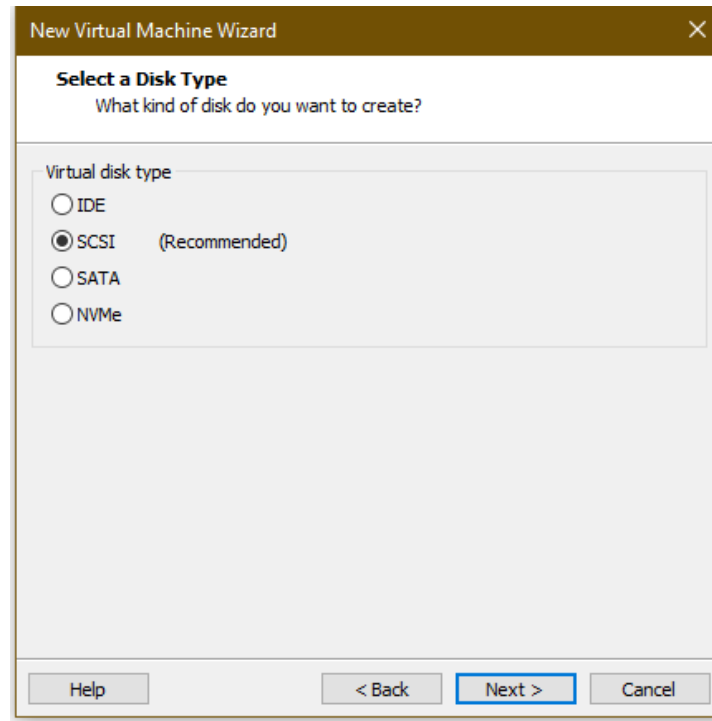 New Virtual Machine Wizard
Select a Disk Type
What kind of disk do you want to create?
Virtual disk type
IDE
SCSI (Recommended)
SATA
NVMe
Help < Back Next > Cancel